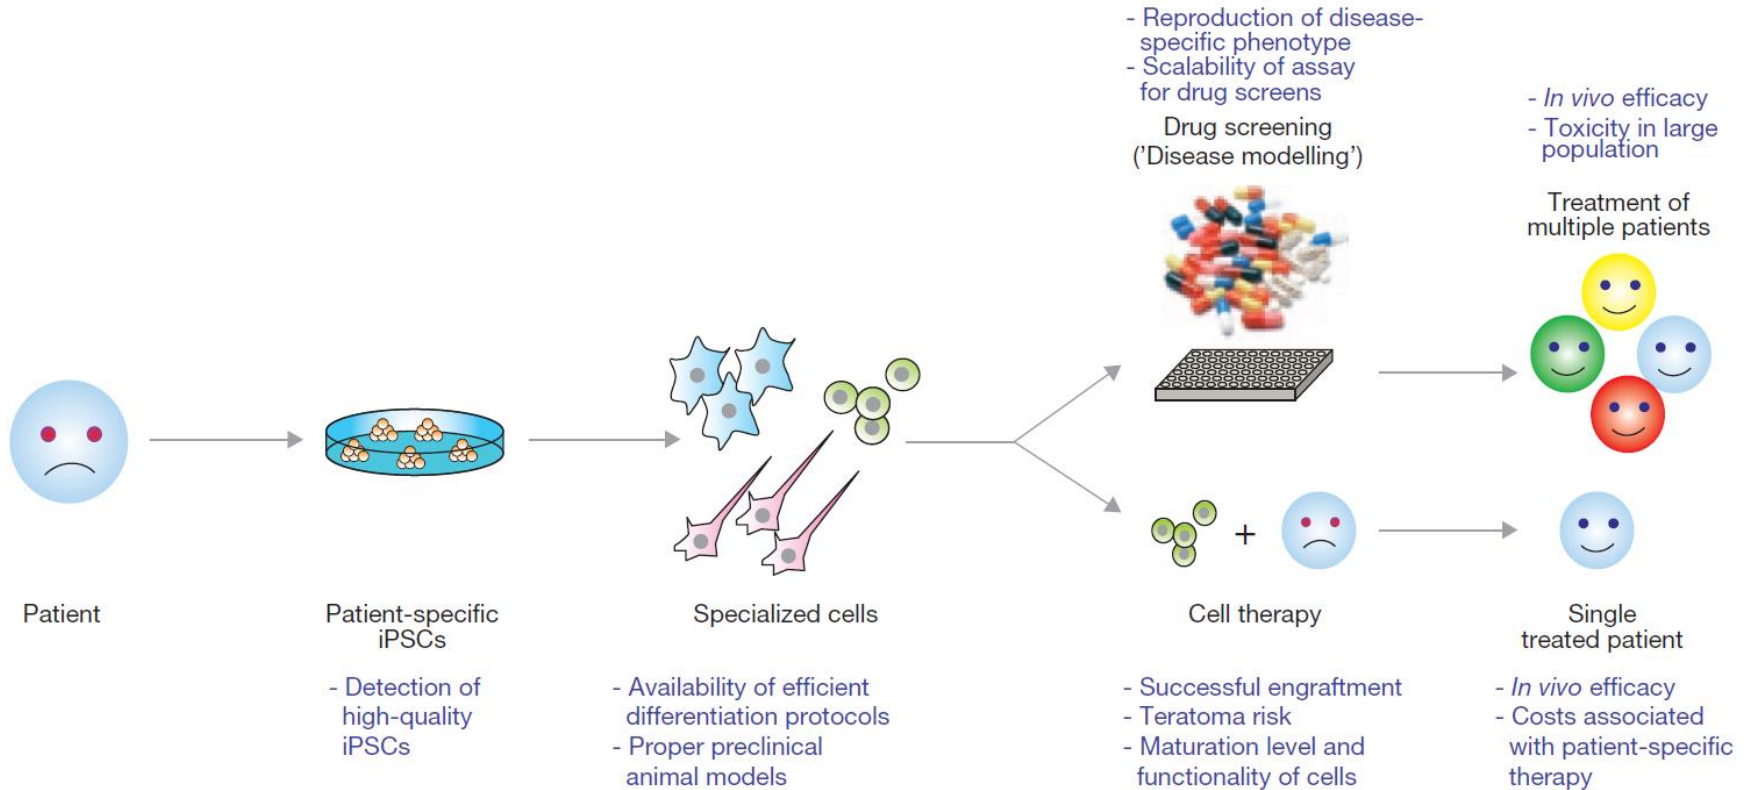 - Reproduction of disease-
specific phenotype
- Scalability of assay
for drug screens
Drug screening
('Disease modelling')
- In vivo efficacy
- Toxicity in large
population
Treatment of
multiple patients
+
Patient
Patient-specific
iPSCs
- Detection of
high-quality
iPSCs
Specialized cells
- Availability of efficient
differentiation protocols
- Proper preclinical
animal models
Cell therapy
- Successful engraftment
- Teratoma risk
- Maturation level and
functionality of cells
Single
treated patient
- In vivo efficacy
- Costs associated
with patient-specific
therapy